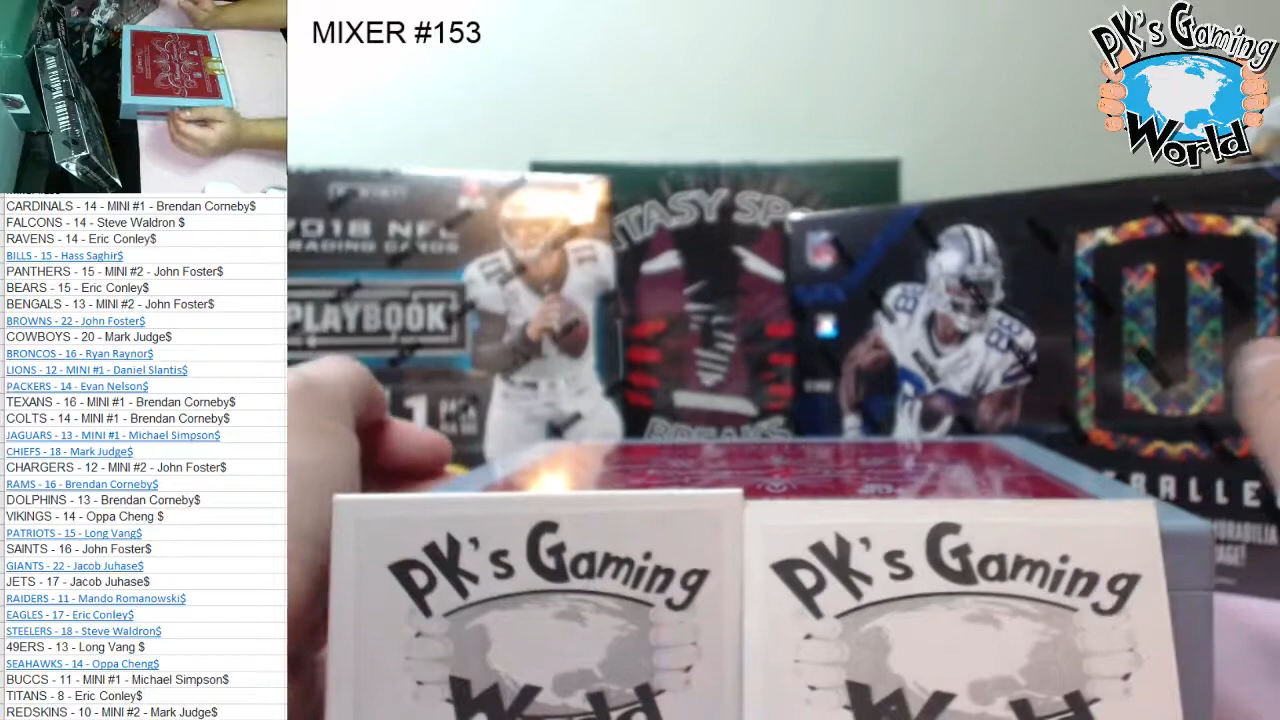 MIXER #153
PK's Gaming
World
CARDINALS - 14 - MINI #1 - Brendan Corneby$
FALCONS - 14 - Steve Waldron $
RAVENS - 14 - Eric Conley$
BILLS - 15 - Hass Saghir$
PANTHERS - 15 - MINI #2 - John Foster$
BEARS - 15 - Eric Conley$
BENGALS - 13 - MINI #2 - John Foster$
BROWNS - 22 - John Foster$
COWBOYS - 20 - Mark Judge$
BRONCOS - 16 - Ryan Raynor$
LIONS - 12 - MINI #1 - Daniel Slantis$
PACKERS - 14 - Evan Nelson$
TEXANS - 16 - MINI #1 - Brendan Corneby$
COLTS - 14 - MINI #1 - Brendan Corneby$
JAGUARS - 13 - MINI #1 - Michael Simpson$
CHIEFS - 18 - Mark Judge$
CHARGERS - 12 - MINI #2 - John Foster$
RAMS - 16 - Brendan Corneby$
DOLPHINS - 13 - Brendan Corneby$
VIKINGS - 14 - Oppa Cheng $
PATRIOTS - 15 - Long Vang$
SAINTS - 16 - John Foster$
GIANTS - 22 - Jacob Juhase$
JETS - 17 - Jacob Juhase$
RAIDERS - 11 - Mando Romanowski$
EAGLES - 17 - Eric Conley$
STEELERS - 18 - Steve Waldron$
49ERS - 13 - Long Vang $
SEAHAWKS - 14 - Oppa Cheng$
BUCCS - 11 - MINI #1 - Michael Simpson$
TITANS - 8 - Eric Conley$
REDSKINS - 10 - MINI #2 - Mark Judge$
2018 NFL
TRADING CARDS
PLAYBOOK
TASY SP
BREAKS
88
PK's Gaming
World
PK's Gaming
World